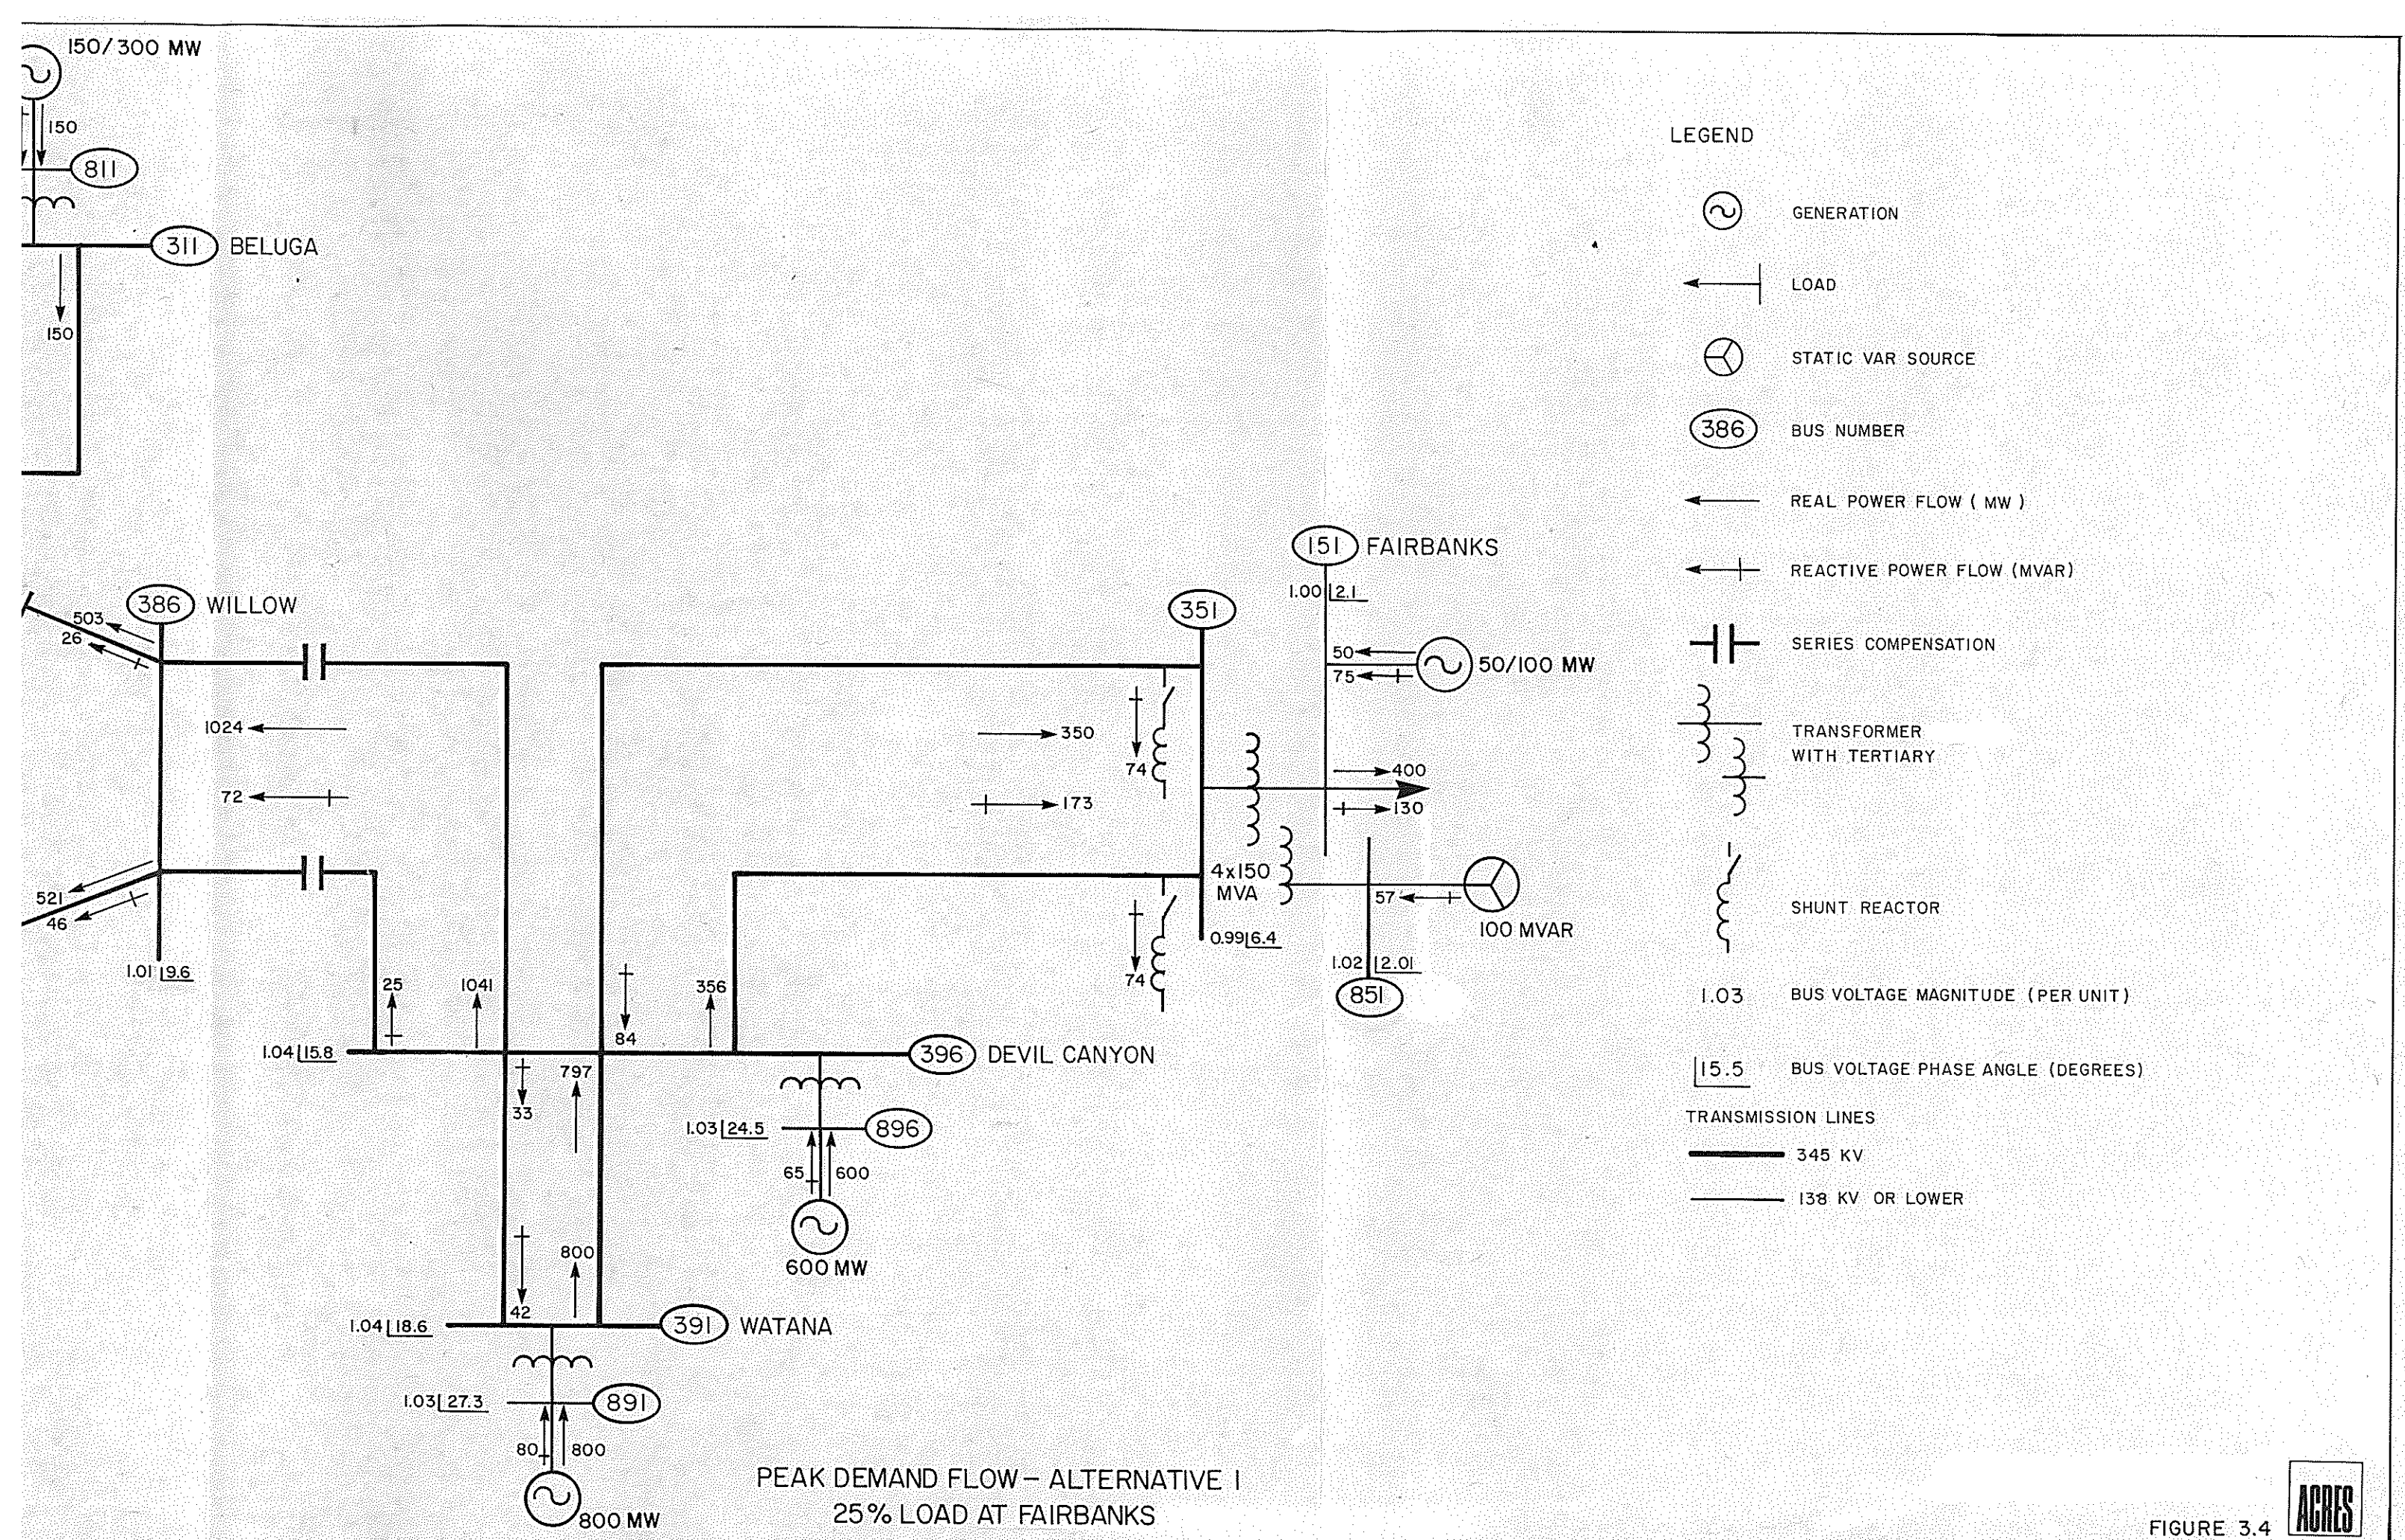 150/300 MW
150
811
311 BELUGA
150
386 WILLOW
503
26
1024
72
521
46
1.01 9.6
25
1041
84
356
1.04 15.8
396 DEVIL CANYON
33
797
1.03 24.5
896
65 600
600 MW
800
42
1.04 18.6
391 WATANA
1.03 27.3
891
80 800
800 MW
151 FAIRBANKS
1.00 2.1
351
50
75
50/100 MW
350
74
173
400
130
4x150
MVA
57
100 MVAR
0.99 6.4
74
1.02 2.01
851
PEAK DEMAND FLOW – ALTERNATIVE I
25% LOAD AT FAIRBANKS
LEGEND
GENERATION
LOAD
STATIC VAR SOURCE
386 BUS NUMBER
REAL POWER FLOW ( MW )
REACTIVE POWER FLOW (MVAR)
SERIES COMPENSATION
TRANSFORMER
WITH TERTIARY
SHUNT REACTOR
1.03 BUS VOLTAGE MAGNITUDE (PER UNIT)
15.5 BUS VOLTAGE PHASE ANGLE (DEGREES)
TRANSMISSION LINES
345 KV
138 KV OR LOWER
FIGURE 3.4
ACRES